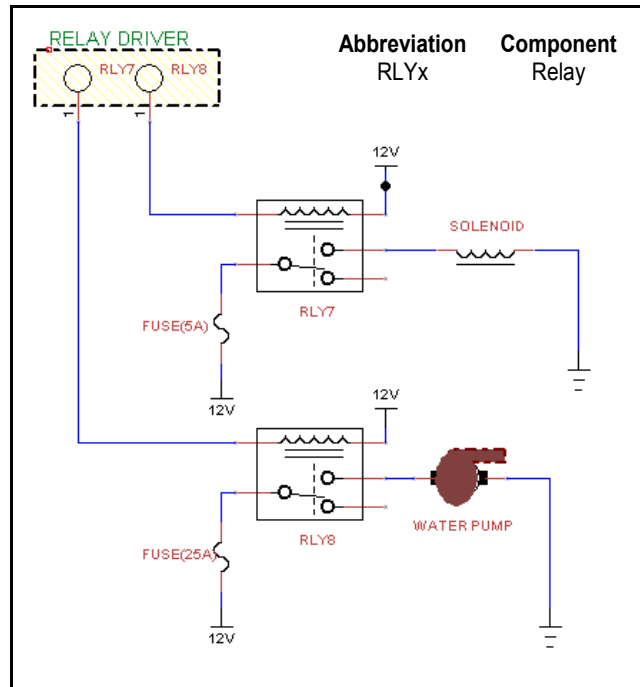 RELAY DRIVER
RLY7 RLY8
1 1
Abbreviation Component
RLYx Relay
12V
SOLENOID
RLY7
FUSE(5A)
12V
12V
RLY8
WATER PUMP
FUSE(25A)
12V